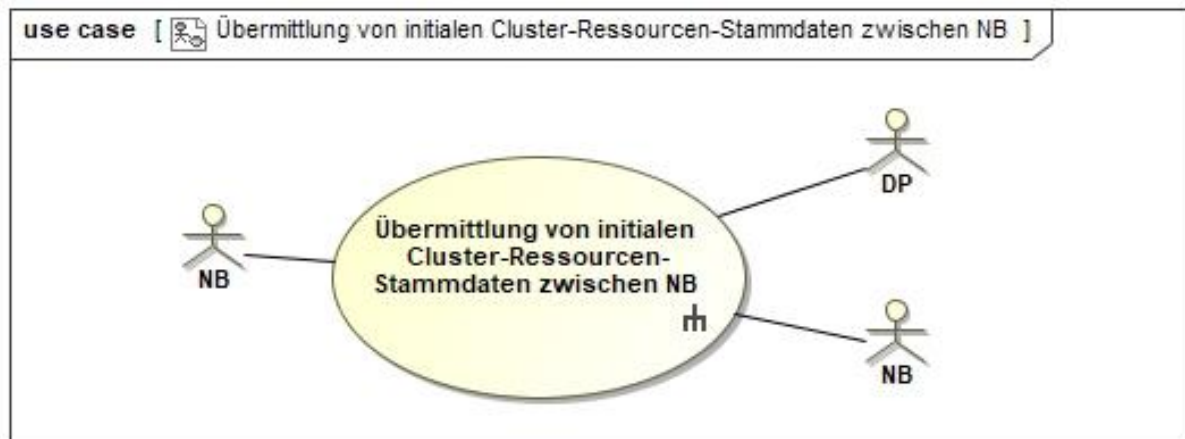 use case [ Übermittlung von initialen Cluster-Ressourcen-Stammdaten zwischen NB ]
DP
Übermittlung von initialen
Cluster-Ressourcen-
Stammdaten zwischen NB
NB
NB